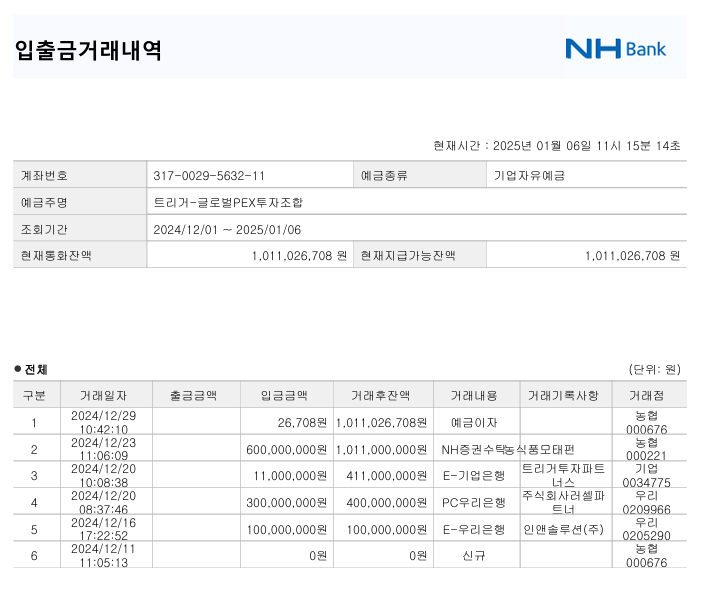 입출금거래내역
NH Bank
현재시간 : 2025년 01월 06일 11시 15분 14초
계좌번호 317-0029-5632-11 예금종류 기업자유예금
예금주명 트리거-글로벌PEX투자조합
조회기간 2024/12/01 ~ 2025/01/06
현재통화잔액 1,011,026,708 원 현재지급가능잔액 1,011,026,708 원
● 전체 (단위: 원)
구분 거래일자 출금금액 입금금액 거래후잔액 거래내용 거래기록사항 거래점
1 2024/12/29 10:42:10 26,708원 1,011,026,708원 예금이자 농협 000676
2 2024/12/23 11:06:09 600,000,000원 1,011,000,000원 NH증권수탁농식품모태펀 농협 000221
3 2024/12/20 10:08:38 11,000,000원 411,000,000원 E-기업은행 트리거투자파트너스 기업 0034775
4 2024/12/20 08:37:46 300,000,000원 400,000,000원 PC우리은행 주식회사러셀파트너 우리 0209966
5 2024/12/16 17:22:52 100,000,000원 100,000,000원 E-우리은행 인앤솔루션(주) 우리 0205290
6 2024/12/11 11:05:13 0원 0원 신규 농협 000676